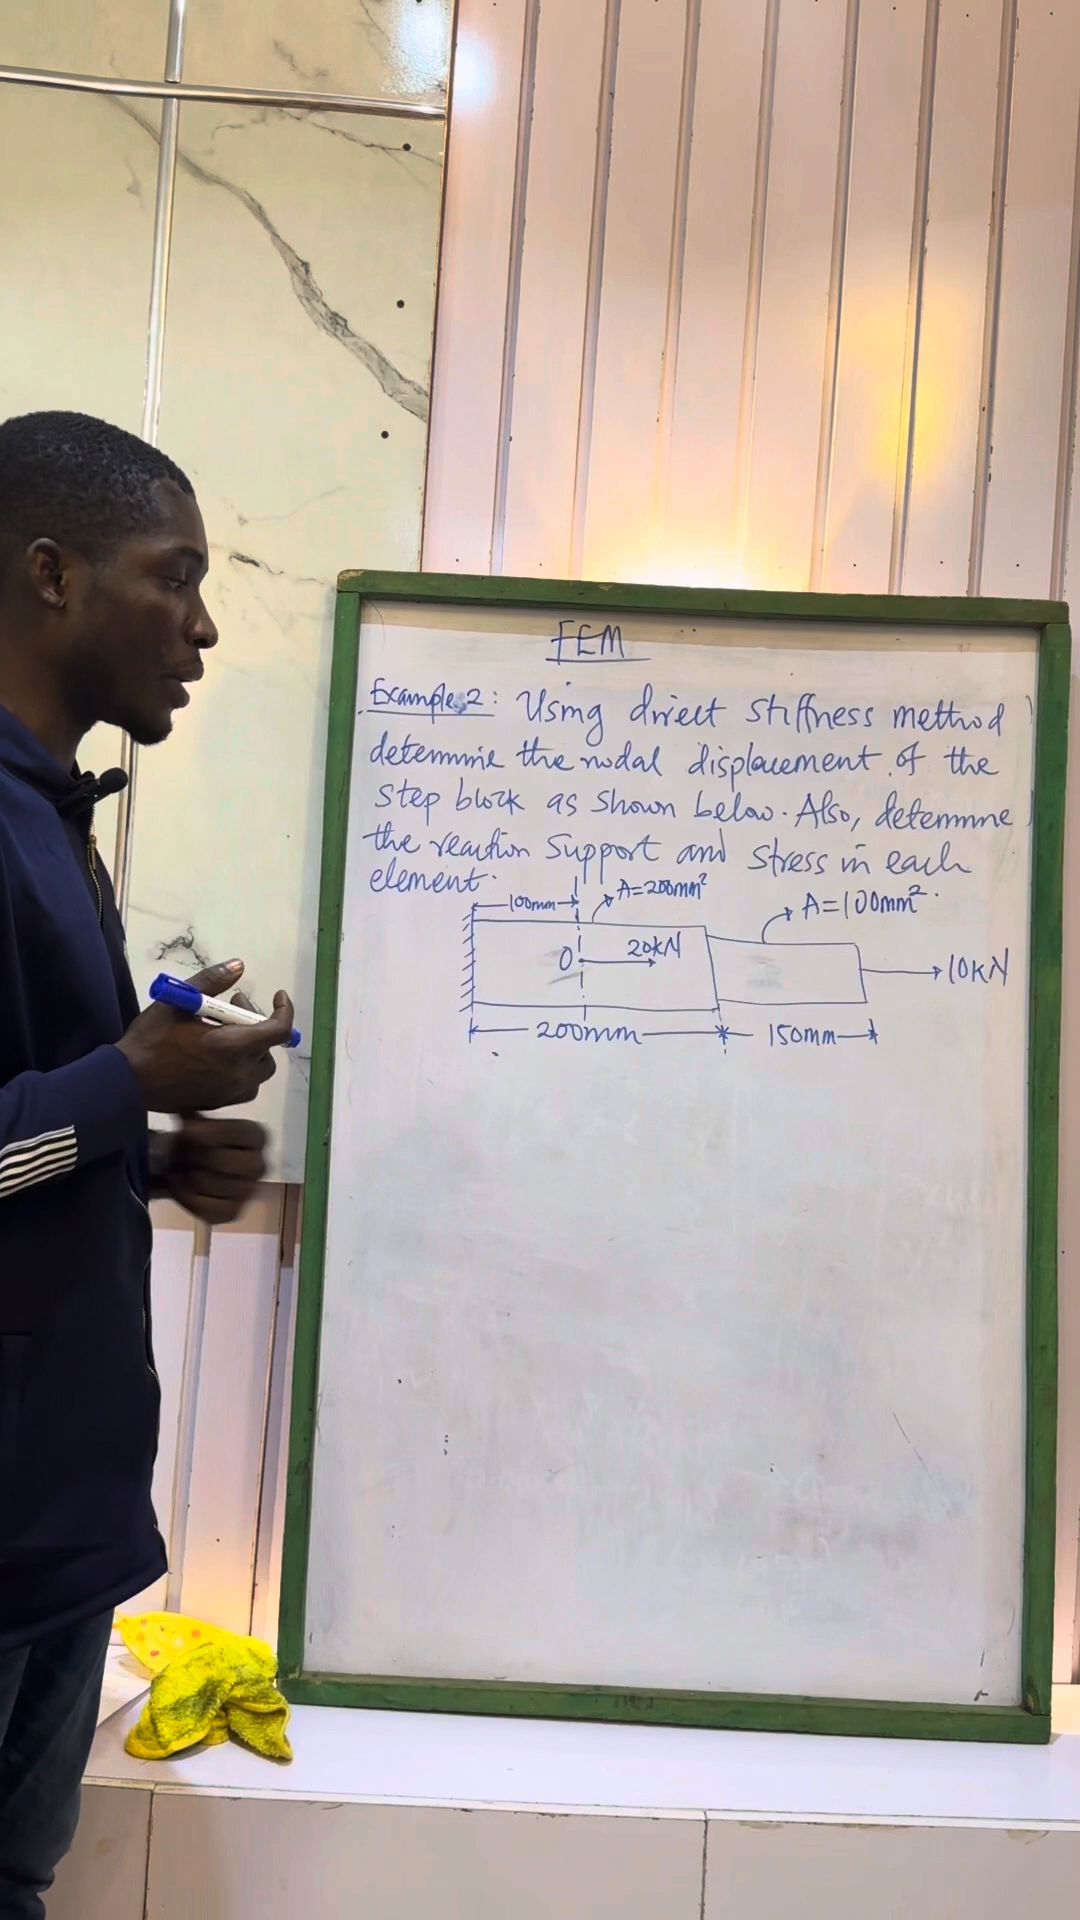 FEM
Example 2: Using direct stiffness method
determine the nodal displacement of the
step block as shown below. Also, determine
the reaction support and stress in each
element.
100mm
A=200mm²
A=100mm².
O
20kN
10kN
200mm
150mm